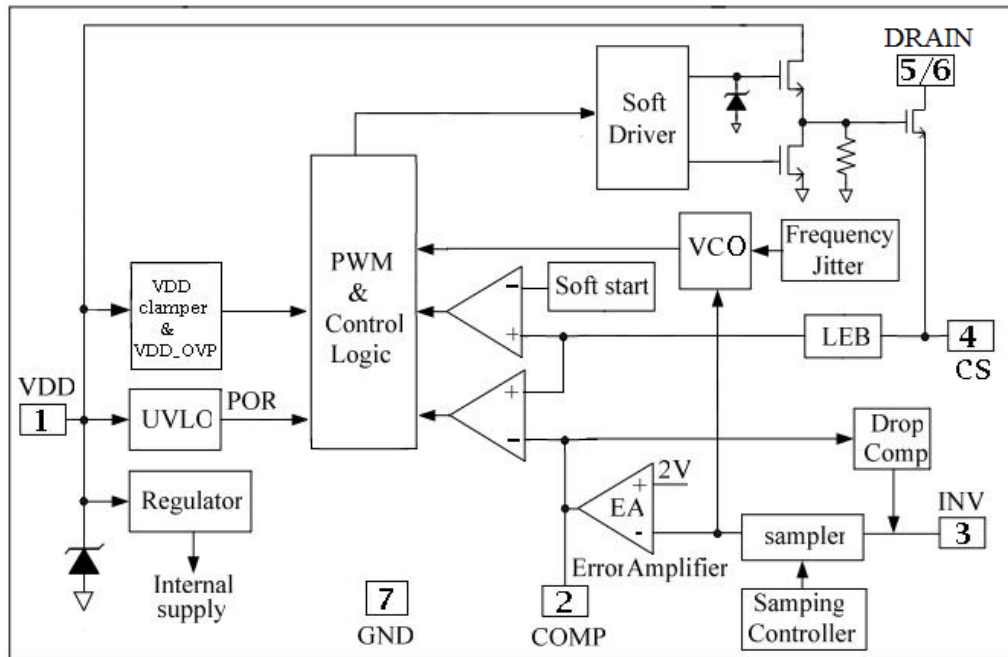 DRAIN
5/6
Soft
Driver
PWM
&
Control
Logic
VCO
Frequency
Jitter
Soft start
VDD
clamper
&
VDD_OVP
LEB
4
CS
VDD
1
UVLO
POR
Drop
Comp
2V
EA
Regulator
INV
3
sampler
Error Amplifier
Internal
supply
7
GND
2
COMP
Samping
Controller
+
-
+
-
+
-